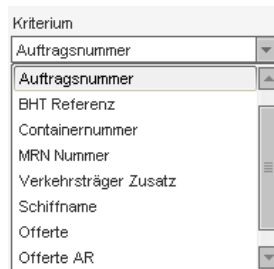 Kriterium
Auftragsnummer
Auftragsnummer
BHT Referenz
Containernummer
MRN Nummer
Verkehrsträger Zusatz
Schiffname
Offerte
Offerte AR